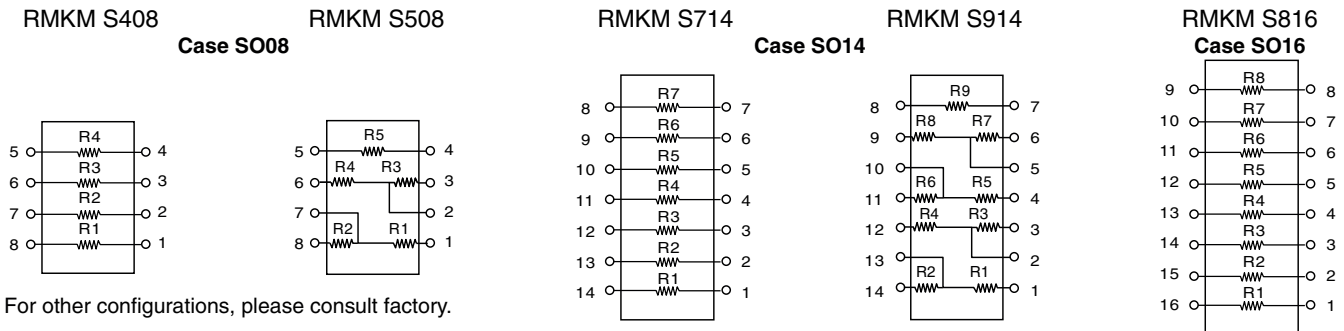 RMKM S408 RMKM S508
Case SO08
R4
5 4
R3
6 3
R2
7 2
R1
8 1
R5
5 4
R4 R3
6 3
7 2
R2 R1
8 1
For other configurations, please consult factory.
RMKM S714 RMKM S914
Case SO14
R7
8 7
R6
9 6
R5
10 5
R4
11 4
R3
12 3
R2
13 2
R1
14 1
R9
8 7
R8 R7
9 6
10 5
R6 R5
11 4
R4 R3
12 3
13 2
R2 R1
14 1
RMKM S816
Case SO16
R8
9 8
R7
10 7
R6
11 6
R5
12 5
R4
13 4
R3
14 3
R2
15 2
R1
16 1